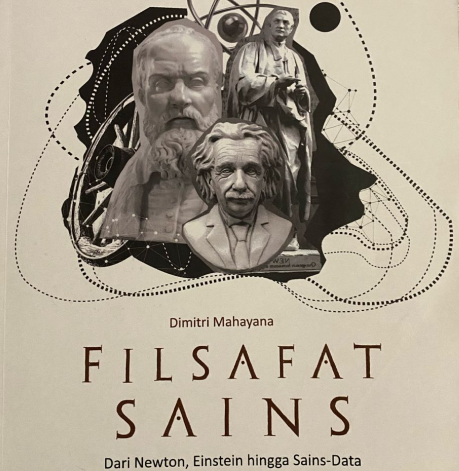 Dimitri Mahayana
FILSAFAT
SAINS
Dari Newton, Einstein hingga Sains-Data